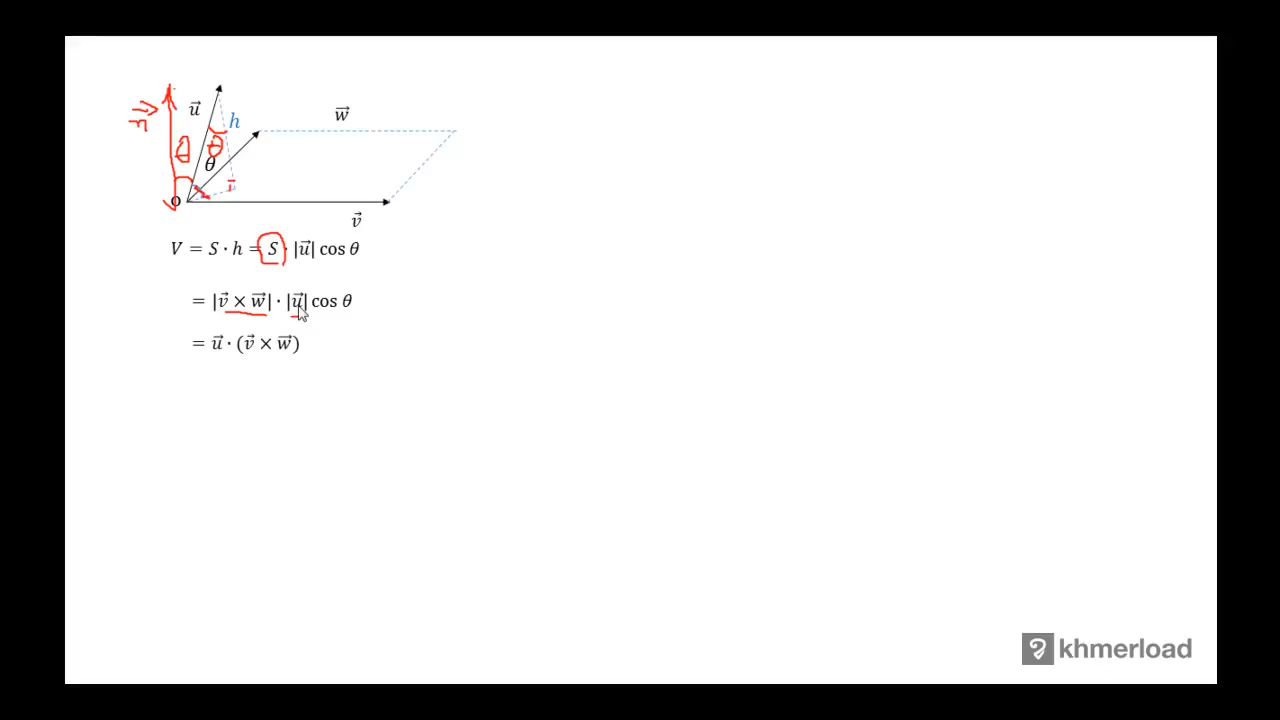 n⃗
u⃗
h
w⃗
θ θ
θ
O
v⃗
V = S · h = S · |u⃗| cos θ
= |v⃗ × w⃗| · |u⃗| cos θ
= u⃗ · (v⃗ × w⃗)
khmerload